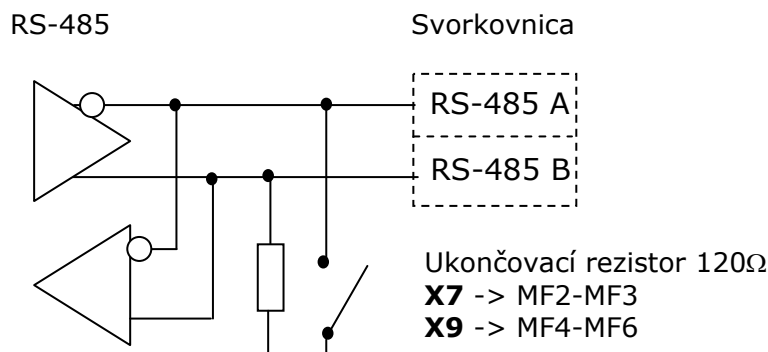 RS-485
Svorkovnica
RS-485 A
RS-485 B
Ukončovací rezistor 120Ω
X7 -> MF2-MF3
X9 -> MF4-MF6